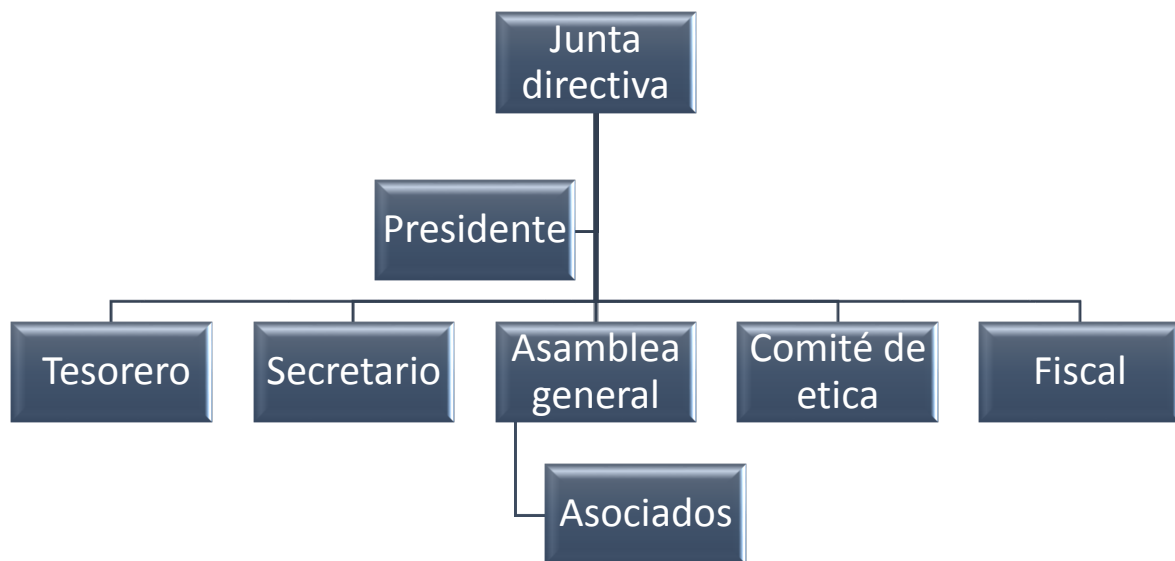 Junta
directiva
Presidente
Tesorero
Secretario
Asamblea
general
Comité de
etica
Fiscal
Asociados